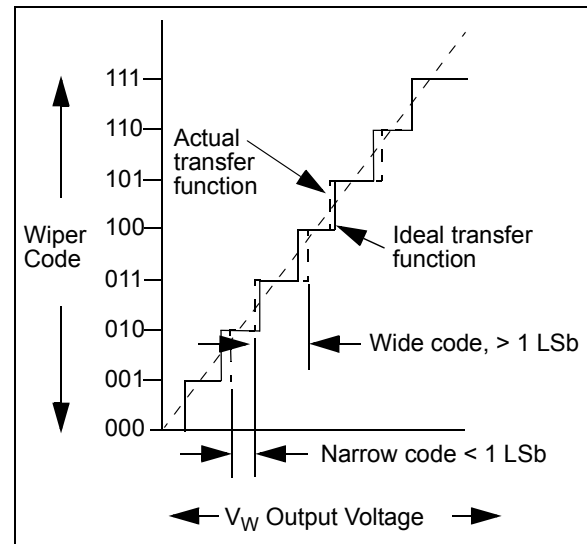 111
110
101
100
011
010
001
000
Wiper
Code
Actual
transfer
function
Ideal transfer
function
Wide code, > 1 LSb
Narrow code < 1 LSb
VW Output Voltage